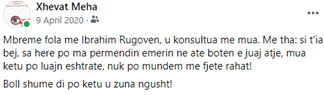 Xhevat Meha
9 April 2020 ·
Mbreme fola me Ibrahim Rugoven, u konsultua me mua. Me tha: si t'ia
bej, sa here po ma permendin emerin ne ate boten e juaj atje, mua
ketu po luajn eshtrate, nuk po mundem me fjete rahat!
Boll shume di po ketu u zuna ngusht!